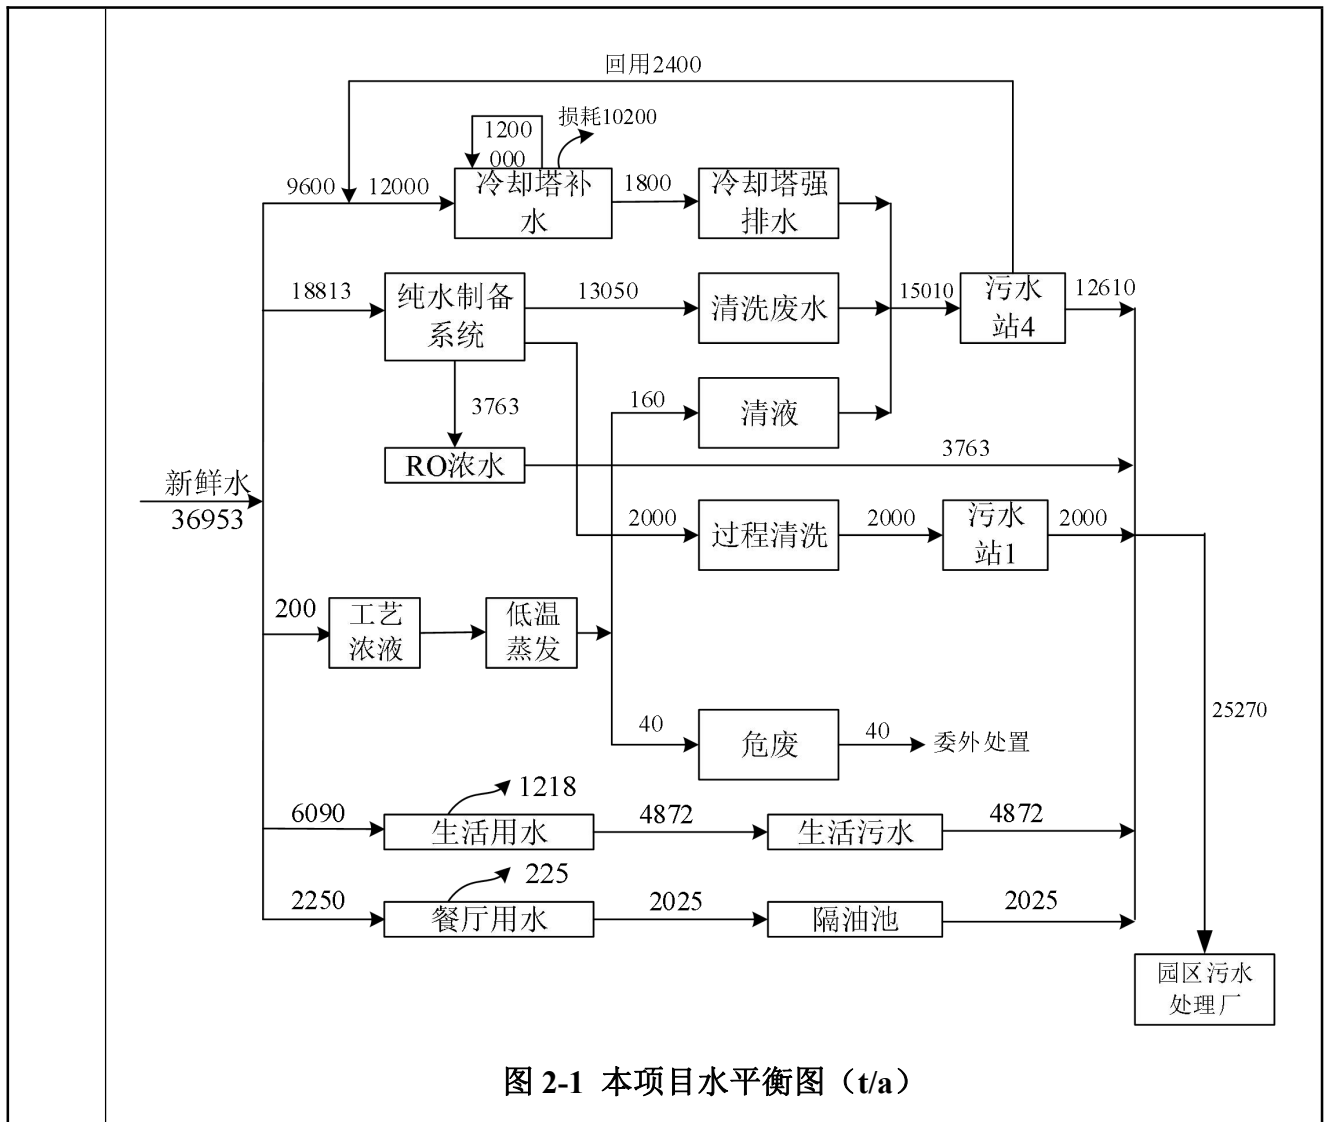 回用2400
1200
000
损耗10200
9600
12000
冷却塔补
水
1800
冷却塔强
排水
18813
纯水制备
系统
13050
清洗废水
15010
污水
站4
12610
3763
160
清液
RO浓水
3763
新鲜水
36953
2000
过程清洗
2000
污水
站1
2000
200
工艺
浓液
低温
蒸发
40
危废
40
委外处置
25270
6090
1218
生活用水
4872
生活污水
4872
2250
225
餐厅用水
2025
隔油池
2025
园区污水
处理厂
图 2-1 本项目水平衡图（t/a）